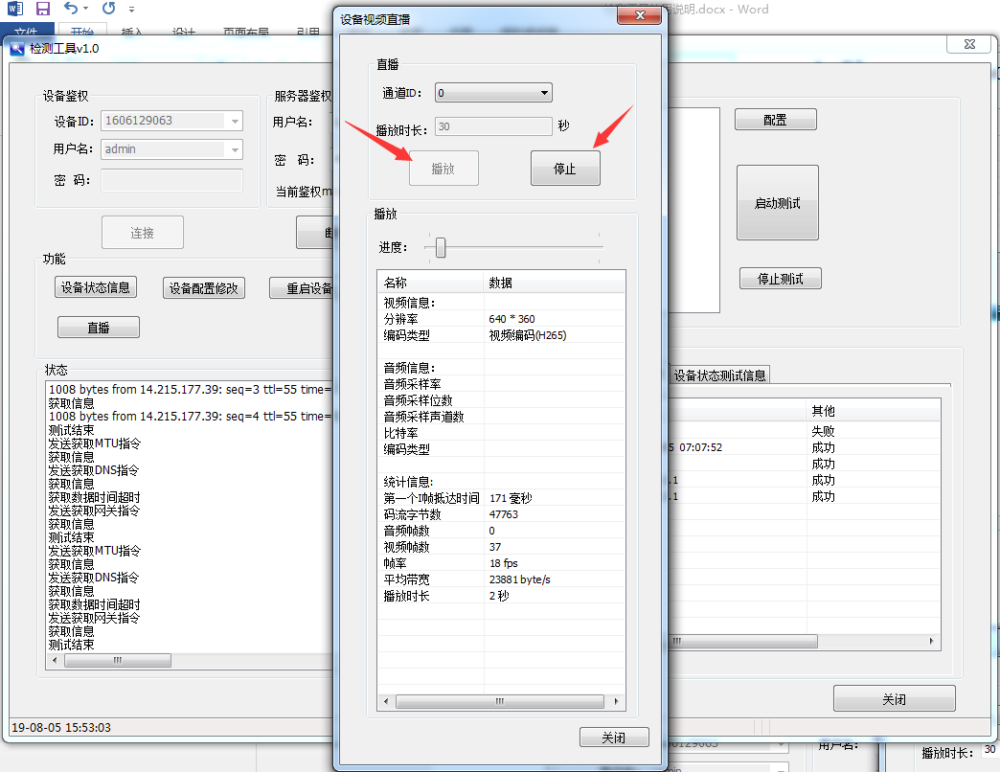 检测工具使用说明.docx - Word
文件 开始 插入 设计 页面布局 引用
检测工具v1.0
设备鉴权
设备ID: 1606129063
用户名: admin
密 码:
连接
服务器鉴权
用户名:
密 码:
当前鉴权m
功能
设备状态信息 设备配置修改 重启设备
直播
状态
1008 bytes from 14.215.177.39: seq=3 ttl=55 time=
获取信息
1008 bytes from 14.215.177.39: seq=4 ttl=55 time=
测试结束
发送获取MTU指令
获取信息
发送获取DNS指令
获取信息
获取数据时间超时
发送获取网关指令
获取信息
测试结束
发送获取MTU指令
获取信息
发送获取DNS指令
获取信息
获取数据时间超时
发送获取网关指令
获取信息
测试结束
19-08-05 15:53:03
设备视频直播
直播
通道ID: 0
播放时长: 30 秒
播放 停止
播放
进度:
名称 数据
视频信息:
分辨率 640 * 360
编码类型 视频编码(H265)
音频信息:
音频采样率
音频采样位数
音频采样声道数
比特率
编码类型
统计信息:
第一个I帧抵达时间 171 毫秒
码流字节数 47763
音频帧数 0
视频帧数 37
帧率 18 fps
平均带宽 23881 byte/s
播放时长 2 秒
关闭
配置
启动测试
停止测试
设备状态测试信息
其他
失败
5 07:07:52 成功
成功
.1 成功
.1 成功
关闭
用户名:
播放时长: 30